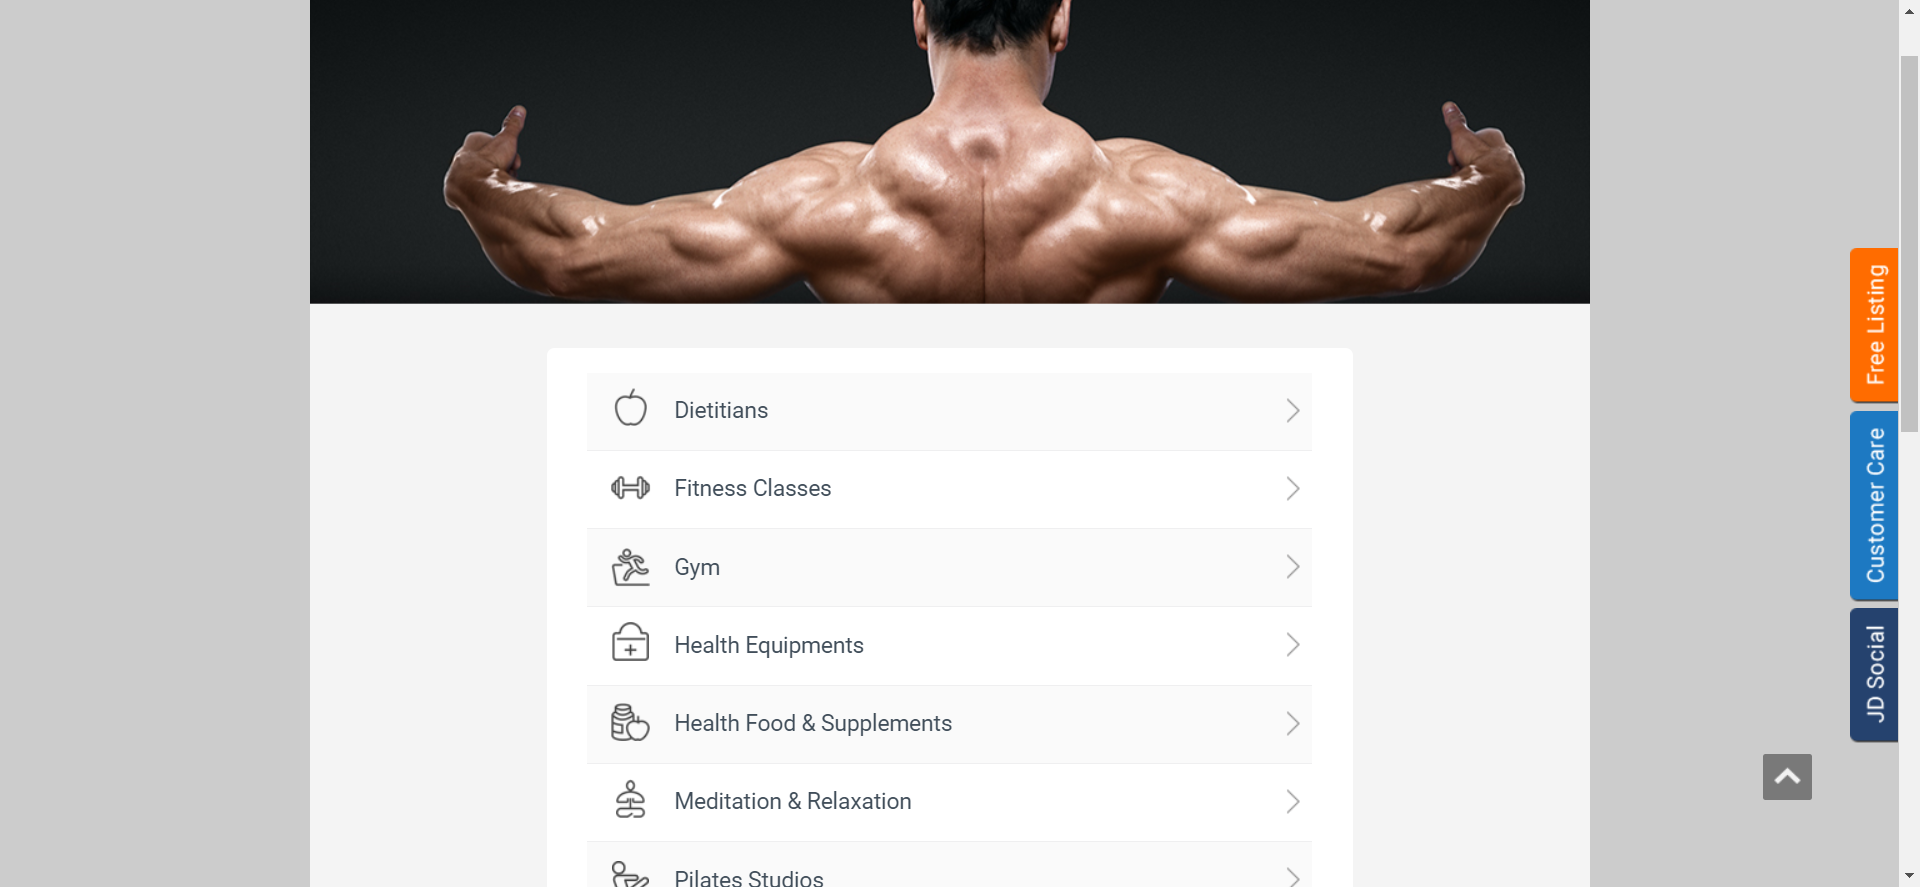 Dietitians
Fitness Classes
Gym
Health Equipments
Health Food & Supplements
Meditation & Relaxation
Pilates Studios
Free Listing
Customer Care
JD Social